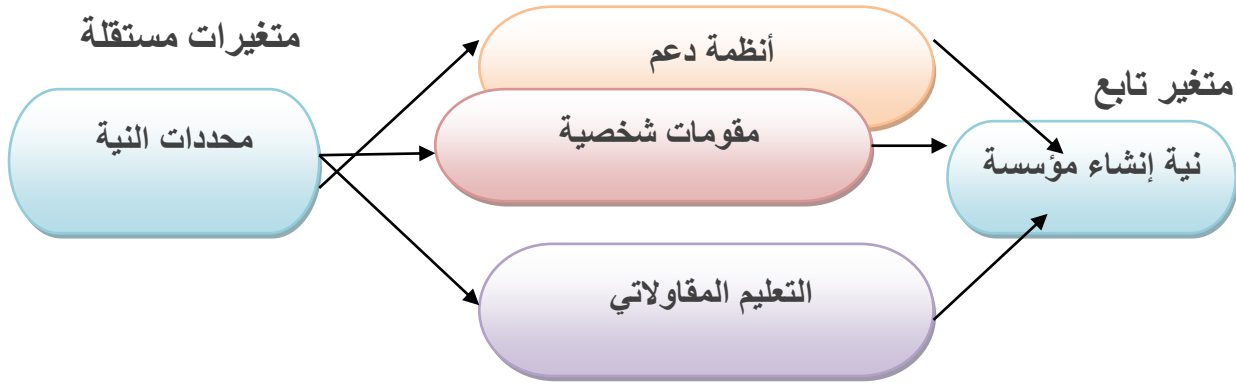 متغيرات مستقلة
محددات النية
أنظمة دعم
مقومات شخصية
التعليم المقاولاتي
متغير تابع
نية إنشاء مؤسسة